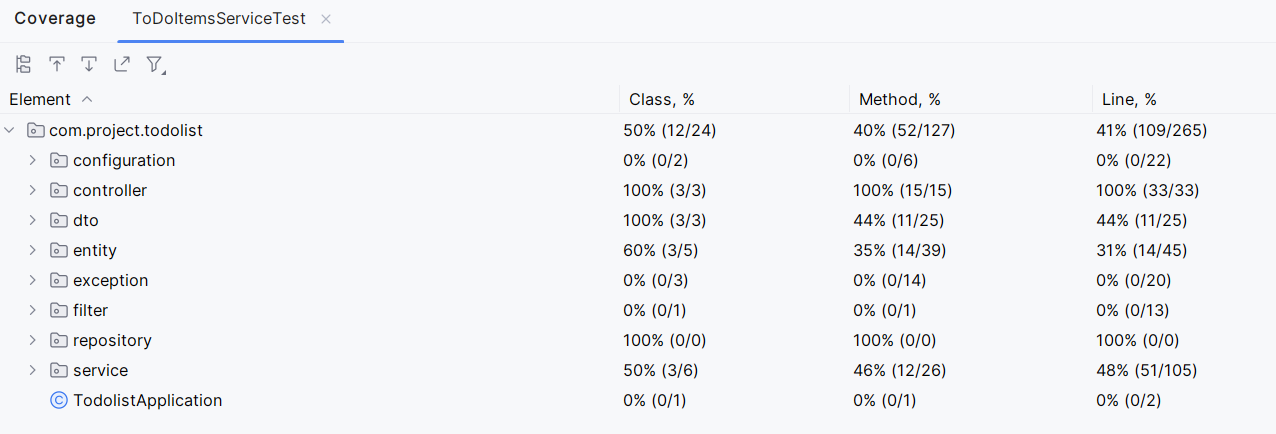 Coverage ToDoItemsServiceTest
Element Class, % Method, % Line, %
com.project.todolist 50% (12/24) 40% (52/127) 41% (109/265)
configuration 0% (0/2) 0% (0/6) 0% (0/22)
controller 100% (3/3) 100% (15/15) 100% (33/33)
dto 100% (3/3) 44% (11/25) 44% (11/25)
entity 60% (3/5) 35% (14/39) 31% (14/45)
exception 0% (0/3) 0% (0/14) 0% (0/20)
filter 0% (0/1) 0% (0/1) 0% (0/13)
repository 100% (0/0) 100% (0/0) 100% (0/0)
service 50% (3/6) 46% (12/26) 48% (51/105)
C TodolistApplication 0% (0/1) 0% (0/1) 0% (0/2)